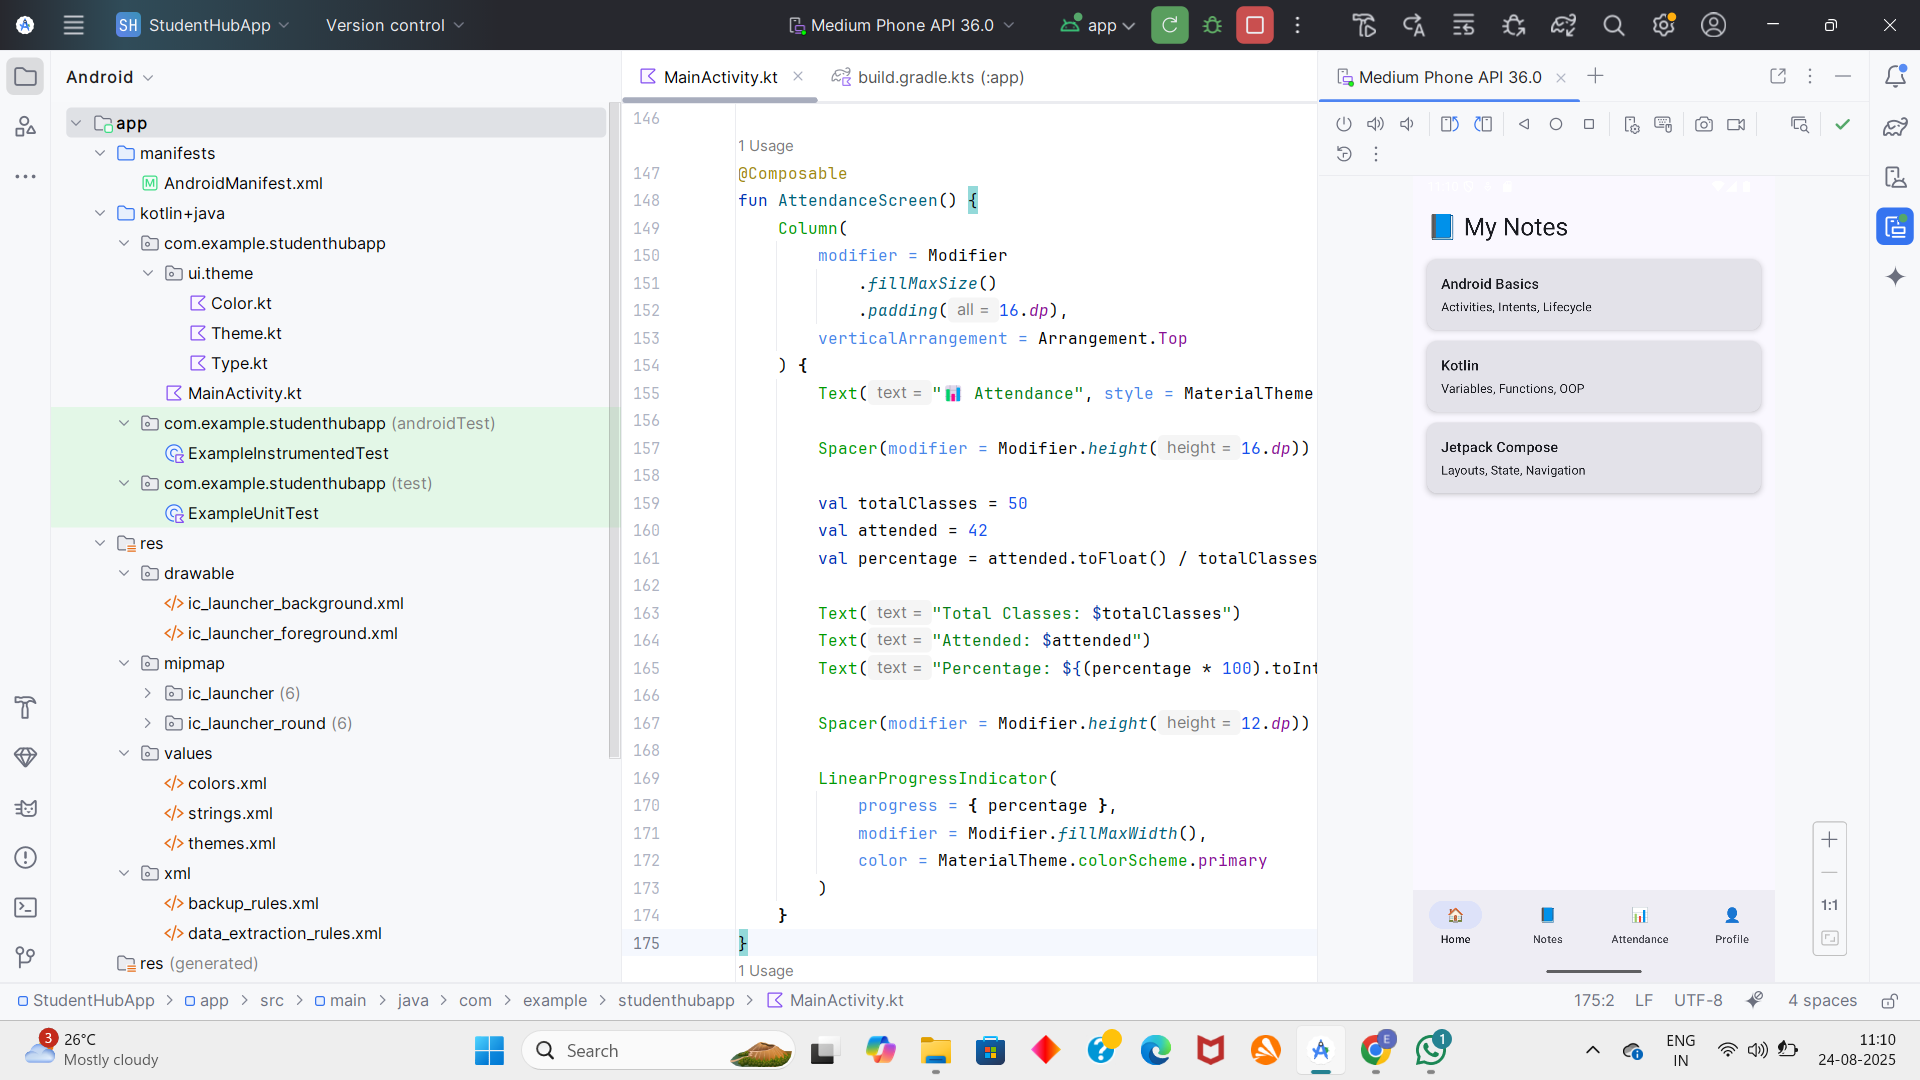 SH StudentHubApp Version control Medium Phone API 36.0 app
Android
app
manifests
AndroidManifest.xml
kotlin+java
com.example.studenthubapp
ui.theme
Color.kt
Theme.kt
Type.kt
MainActivity.kt
com.example.studenthubapp (androidTest)
ExampleInstrumentedTest
com.example.studenthubapp (test)
ExampleUnitTest
res
drawable
ic_launcher_background.xml
ic_launcher_foreground.xml
mipmap
ic_launcher (6)
ic_launcher_round (6)
values
colors.xml
strings.xml
themes.xml
xml
backup_rules.xml
data_extraction_rules.xml
res (generated)
MainActivity.kt build.gradle.kts (:app)
146
1 Usage
147 @Composable
148 fun AttendanceScreen() {
149 Column(
150 modifier = Modifier
151 .fillMaxSize()
152 .padding( all = 16.dp),
153 verticalArrangement = Arrangement.Top
154 ) {
155 Text( text = "📊 Attendance", style = MaterialTheme
156
157 Spacer(modifier = Modifier.height( height = 16.dp))
158
159 val totalClasses = 50
160 val attended = 42
161 val percentage = attended.toFloat() / totalClasses
162
163 Text( text = "Total Classes: $totalClasses")
164 Text( text = "Attended: $attended")
165 Text( text = "Percentage: ${(percentage * 100).toInt
166
167 Spacer(modifier = Modifier.height( height = 12.dp))
168
169 LinearProgressIndicator(
170 progress = { percentage },
171 modifier = Modifier.fillMaxWidth(),
172 color = MaterialTheme.colorScheme.primary
173 )
174 }
175 }
1 Usage
Medium Phone API 36.0
📘 My Notes
Android Basics
Activities, Intents, Lifecycle
Kotlin
Variables, Functions, OOP
Jetpack Compose
Layouts, State, Navigation
1:1
Home Notes Attendance Profile
StudentHubApp > app > src > main > java > com > example > studenthubapp > MainActivity.kt
175:2 LF UTF-8 4 spaces
3 26°C
Mostly cloudy
Search
E
1
ENG
IN
11:10
24-08-2025